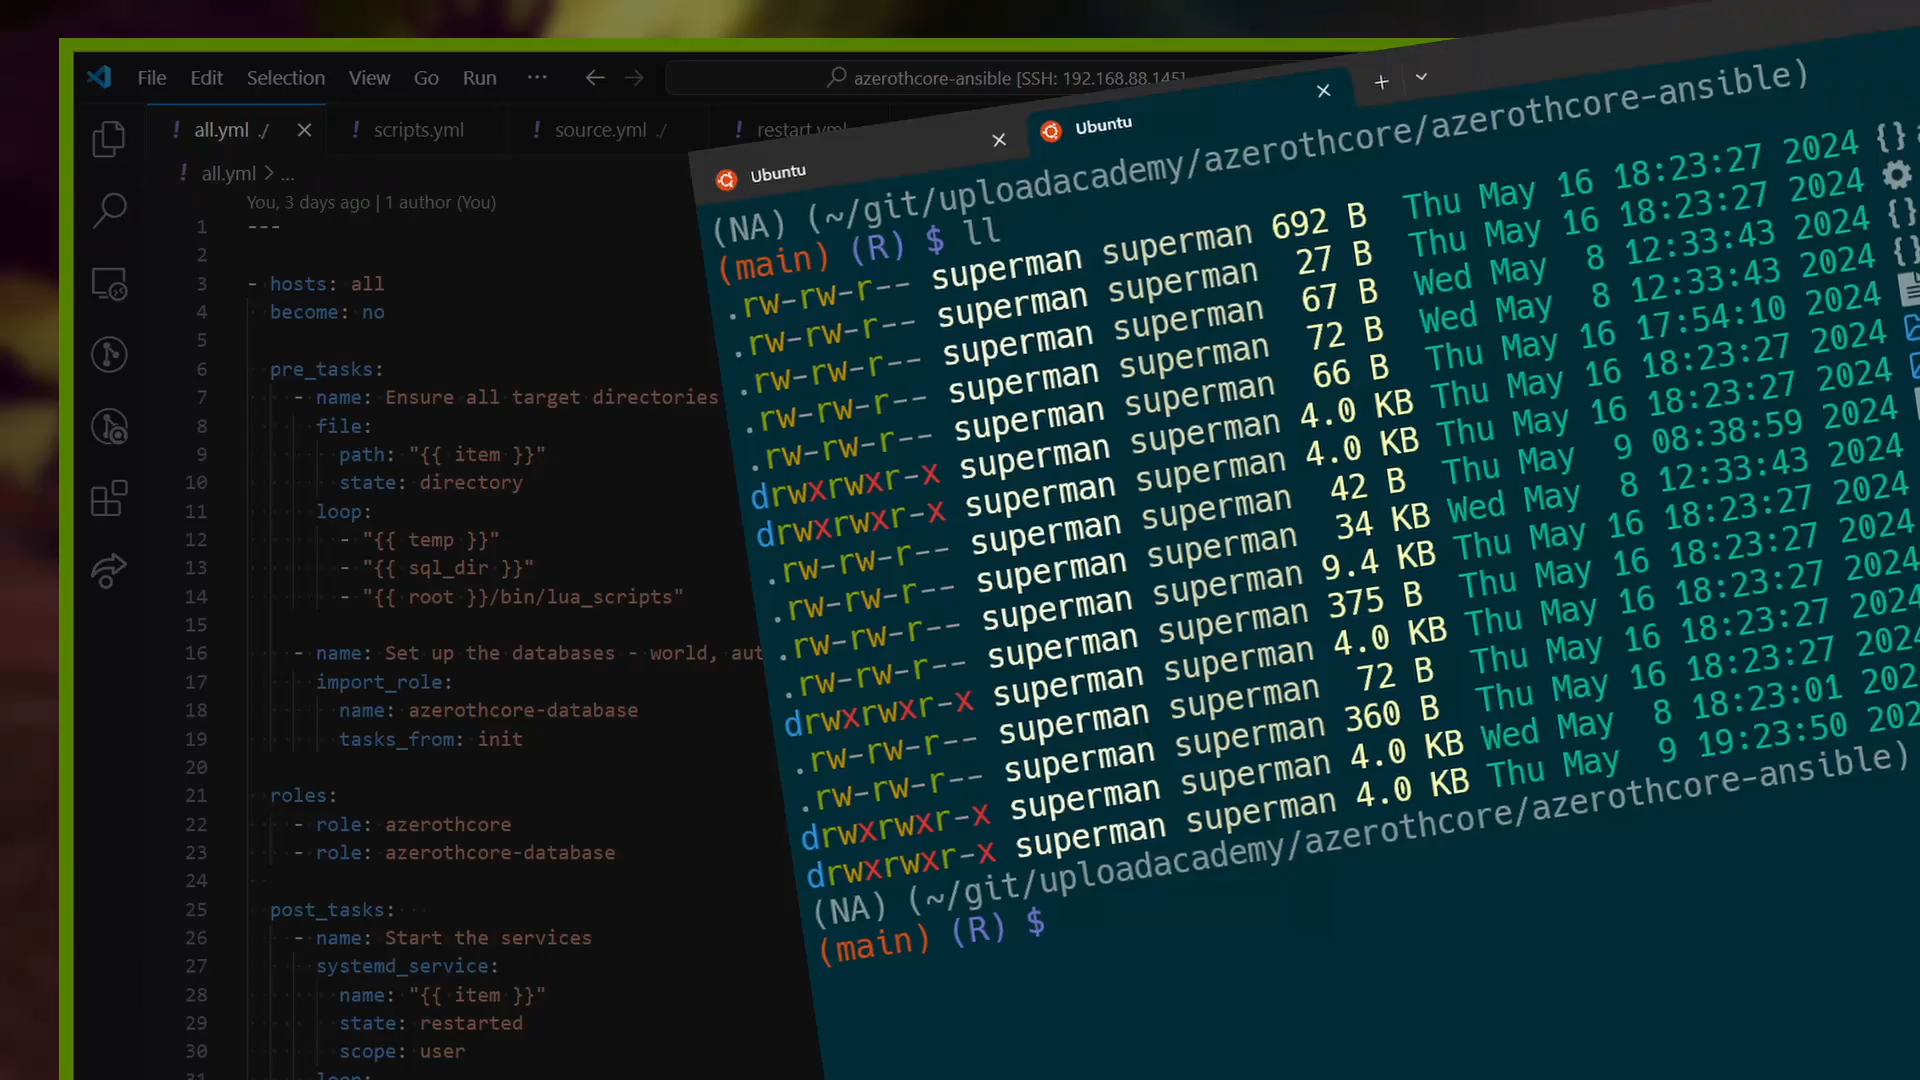 File Edit Selection View Go Run ···
azerothcore-ansible [SSH: 192.168.88.145]
all.yml ./
scripts.yml
source.yml ./
restart.yml
all.yml > ...
You, 3 days ago | 1 author (You)
1 ---
2
3 - hosts: all
4 become: no
5
6 pre_tasks:
7 - name: Ensure all target directories
8 file:
9 path: "{{ item }}"
10 state: directory
11 loop:
12 - "{{ temp }}"
13 - "{{ sql_dir }}"
14 - "{{ root }}/bin/lua_scripts"
15
16 - name: Set up the databases - world, aut
17 import_role:
18 name: azerothcore-database
19 tasks_from: init
20
21 roles:
22 - role: azerothcore
23 - role: azerothcore-database
24
25 post_tasks:
26 - name: Start the services
27 systemd_service:
28 name: "{{ item }}"
29 state: restarted
30 scope: user
31 loop:
Ubuntu
Ubuntu
(NA) (~/git/uploadacademy/azerothcore/azerothcore-ansible)
(main) (R) $ ll
.rw-rw-r-- superman superman 692 B Thu May 16 18:23:27 2024 {}
.rw-rw-r-- superman superman 27 B Thu May 16 18:23:27 2024
.rw-rw-r-- superman superman 67 B Wed May 8 12:33:43 2024 {}
.rw-rw-r-- superman superman 72 B Wed May 8 12:33:43 2024 {}
.rw-rw-r-- superman superman 66 B Thu May 16 17:54:10 2024
drwxrwxr-x superman superman 4.0 KB Thu May 16 18:23:27 2024
drwxrwxr-x superman superman 4.0 KB Thu May 16 18:23:27 2024
.rw-rw-r-- superman superman 42 B Thu May 9 08:38:59 2024
.rw-rw-r-- superman superman 34 KB Wed May 8 12:33:43 2024
.rw-rw-r-- superman superman 9.4 KB Thu May 16 18:23:27 2024
.rw-rw-r-- superman superman 375 B Thu May 16 18:23:27 2024
drwxrwxr-x superman superman 4.0 KB Thu May 16 18:23:27 2024
.rw-rw-r-- superman superman 72 B Thu May 16 18:23:27 2024
.rw-rw-r-- superman superman 360 B Thu May 16 18:23:27 2024
drwxrwxr-x superman superman 4.0 KB Wed May 8 18:23:01 202
drwxrwxr-x superman superman 4.0 KB Thu May 9 19:23:50 202
(NA) (~/git/uploadacademy/azerothcore/azerothcore-ansible)
(main) (R) $